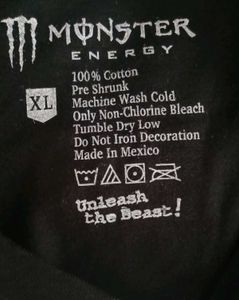 MONSTER
ENERGY
XL
100% Cotton
Pre Shrunk
Machine Wash Cold
Only Non-Chlorine Bleach
Tumble Dry Low
Do Not Iron Decoration
Made In Mexico
Unleash
the Beast!